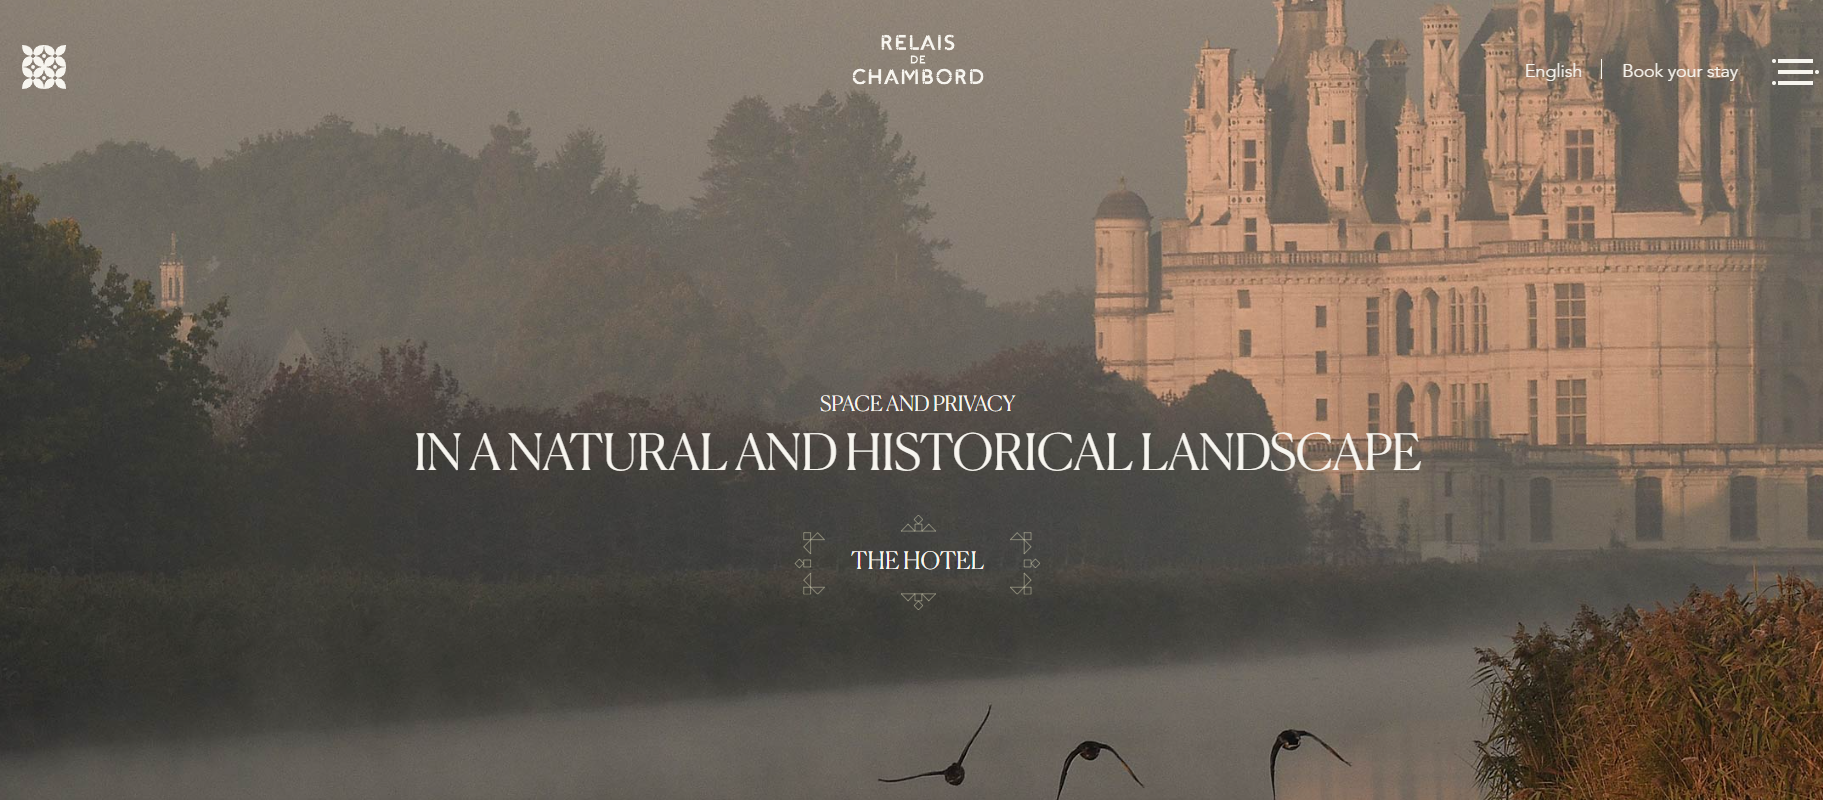 RELAIS
DE
CHAMBORD
English
Book your stay
SPACE AND PRIVACY
IN A NATURAL AND HISTORICAL LANDSCAPE
THE HOTEL